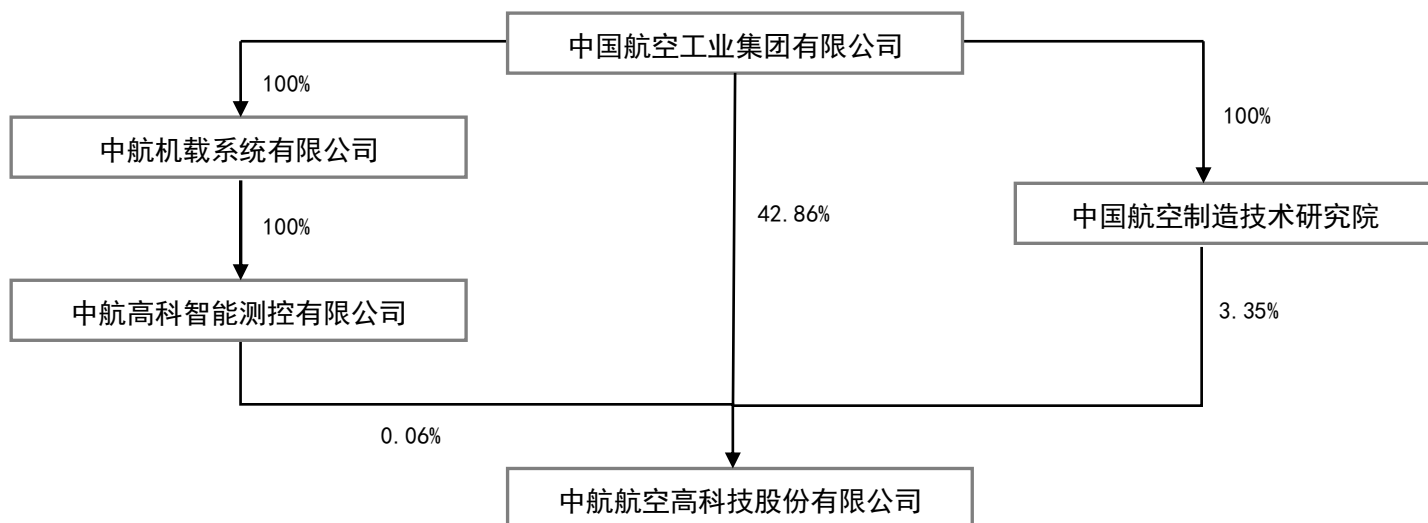 中国航空工业集团有限公司
100%
100%
中航机载系统有限公司
中国航空制造技术研究院
42.86%
100%
中航高科智能测控有限公司
3.35%
0.06%
中航航空高科技股份有限公司